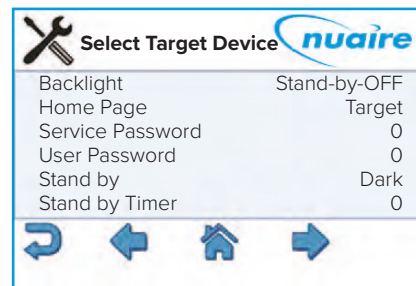 Select Target Device nuaire
Backlight Stand-by-OFF
Home Page Target
Service Password 0
User Password 0
Stand by Dark
Stand by Timer 0